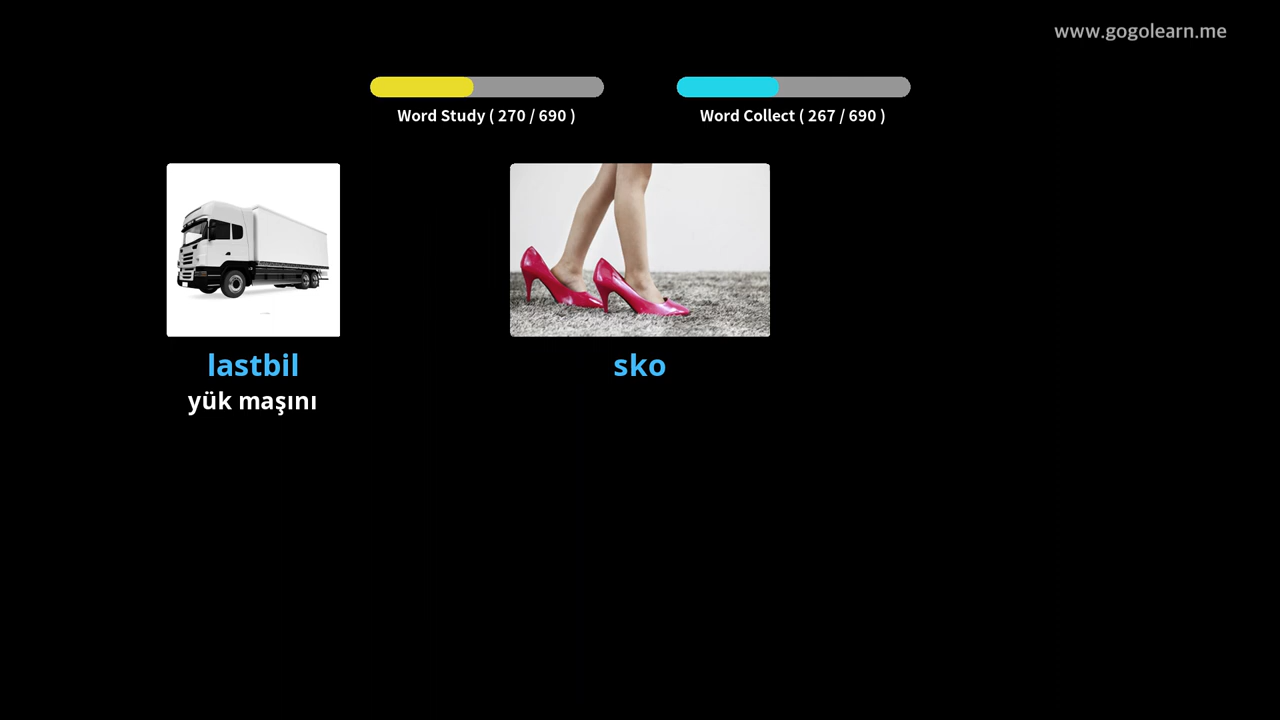 www.gogolearn.me
Word Study ( 270 / 690 )
Word Collect ( 267 / 690 )
lastbil
yük maşını
sko